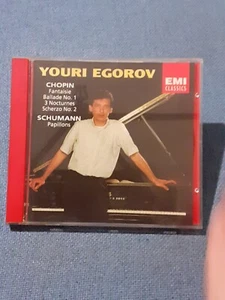 YOURI EGOROV
EMI
CLASSICS
CHOPIN
Fantaisie
Ballade No. 1
3 Nocturnes
Scherzo No. 2
SCHUMANN
Papillons